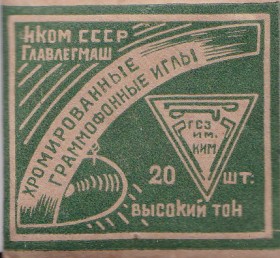 НКОМ СССР
ГЛАВЛЕГМАШ
ХРОМИРОВАННЫЕ
ГРАММОФОННЫЕ ИГЛЫ
ГСЗ
ИМ.
КИМ
20 ШТ.
ВЫСОКИЙ ТОН